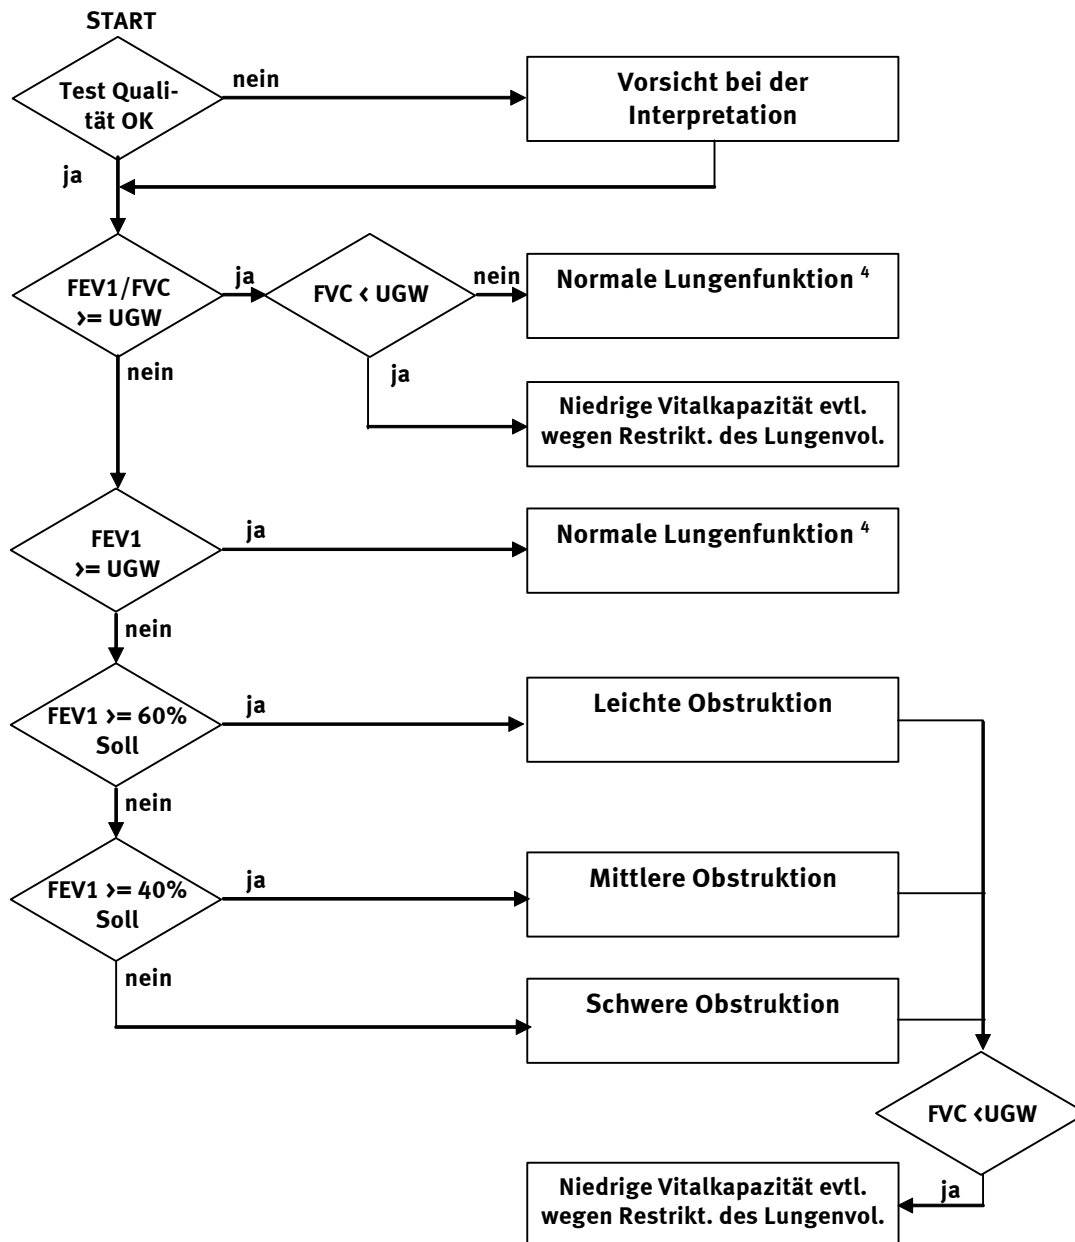 START
Test Quali-
tät OK
nein
Vorsicht bei der
Interpretation
ja
FEV1/FVC
>= UGW
ja
FVC < UGW
nein
Normale Lungenfunktion ⁴
nein
ja
Niedrige Vitalkapazität evtl.
wegen Restrikt. des Lungenvol.
FEV1
>= UGW
ja
Normale Lungenfunktion ⁴
nein
FEV1 >= 60%
Soll
ja
Leichte Obstruktion
nein
FEV1 >= 40%
Soll
ja
Mittlere Obstruktion
nein
Schwere Obstruktion
FVC <UGW
ja
Niedrige Vitalkapazität evtl.
wegen Restrikt. des Lungenvol.